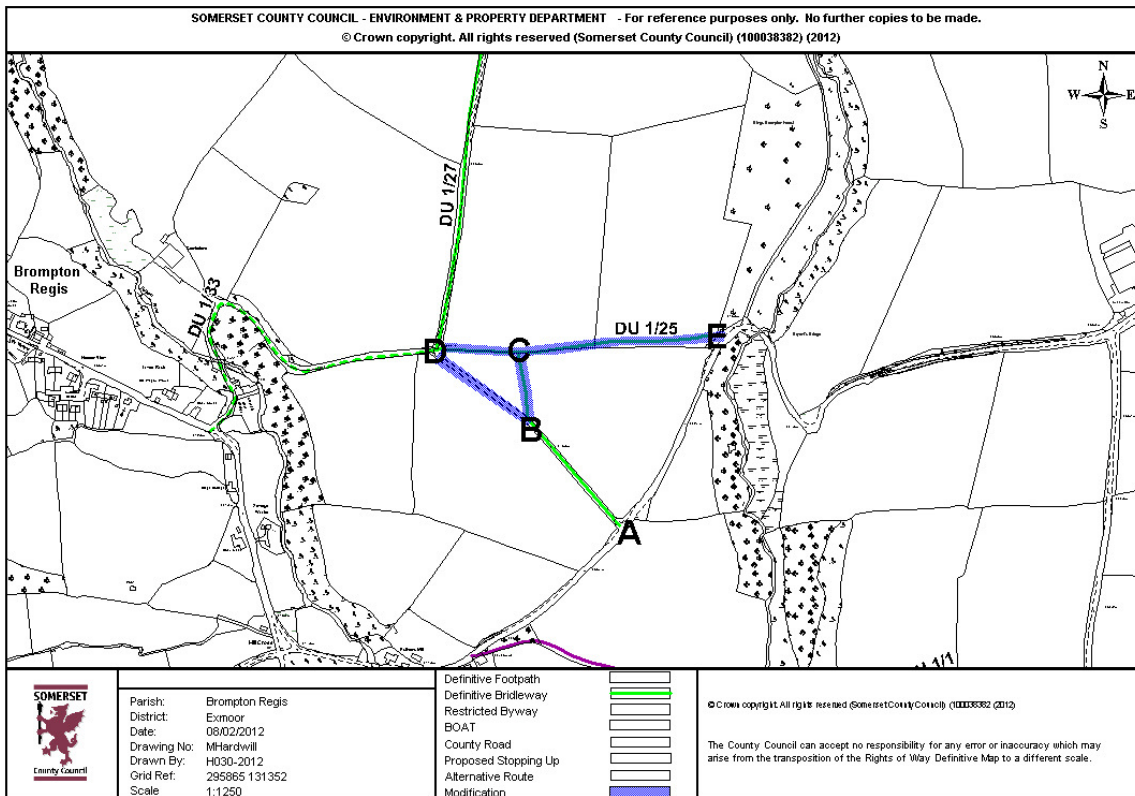 SOMERSET COUNTY COUNCIL - ENVIRONMENT & PROPERTY DEPARTMENT - For reference purposes only. No further copies to be made.
© Crown copyright. All rights reserved (Somerset County Council) (100038382) (2012)
N
W E
S
DU 1/27
Brompton
Regis
DU 1/33
D
C
DU 1/25
E
B
A
SOMERSET
County Council
Parish: Brompton Regis
District: Exmoor
Date: 08/02/2012
Drawing No: MHardwill
Drawn By: H030-2012
Grid Ref: 295865 131352
Scale 1:1250
Definitive Footpath
Definitive Bridleway
Restricted Byway
BOAT
County Road
Proposed Stopping Up
Alternative Route
Modification
© Crown copyright. All rights reserved (Somerset County Council) (100038382) (2012)
The County Council can accept no responsibility for any error or inaccuracy which may
arise from the transposition of the Rights of Way Definitive Map to a different scale.